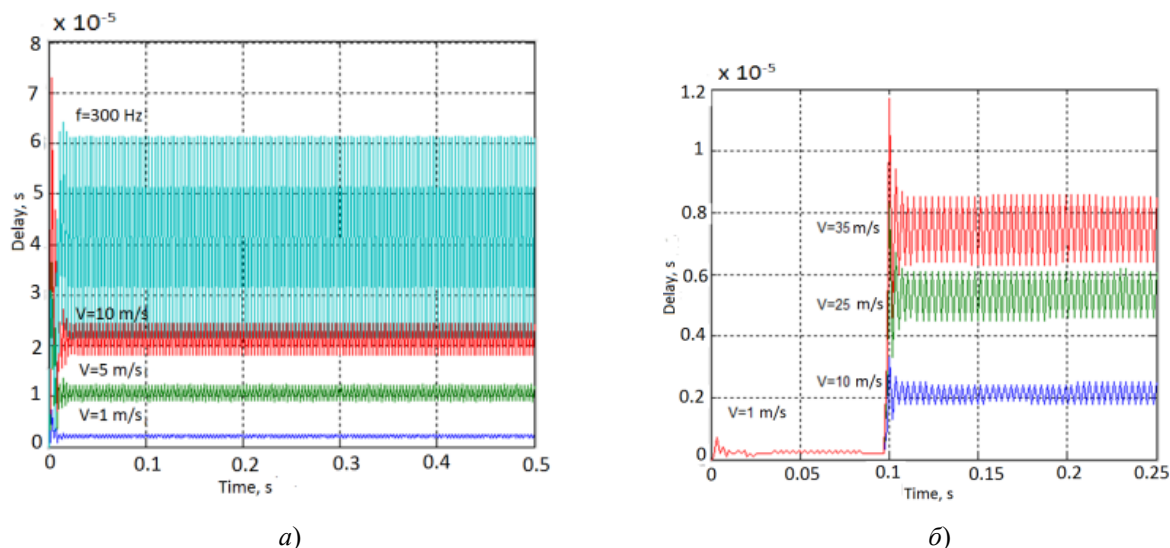 x 10⁻⁵
8
7
f=300 Hz
6
5
Delay, s
4
3
V=10 m/s
2
V=5 m/s
1
V=1 m/s
0
0 0.1 0.2 0.3 0.4 0.5
Time, s
а)
x 10⁻⁵
1.2
1
0.8
V=35 m/s
Delay, s
0.6
V=25 m/s
0.4
V=10 m/s
0.2
V=1 m/s
0
0 0.05 0.1 0.15 0.2 0.25
Time, s
б)